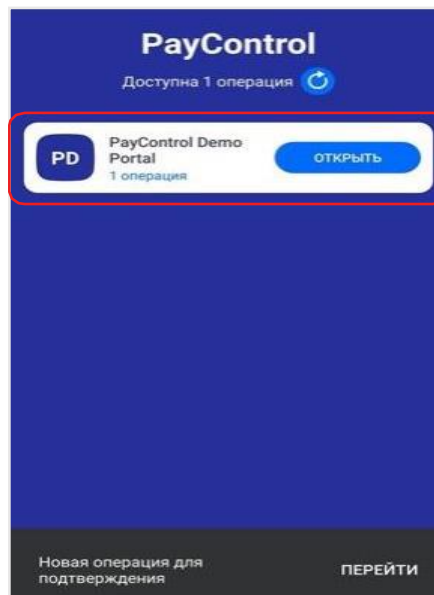 PayControl
Доступна 1 операция
PD
PayControl Demo
Portal
1 операция
ОТКРЫТЬ
Новая операция для
подтверждения
ПЕРЕЙТИ